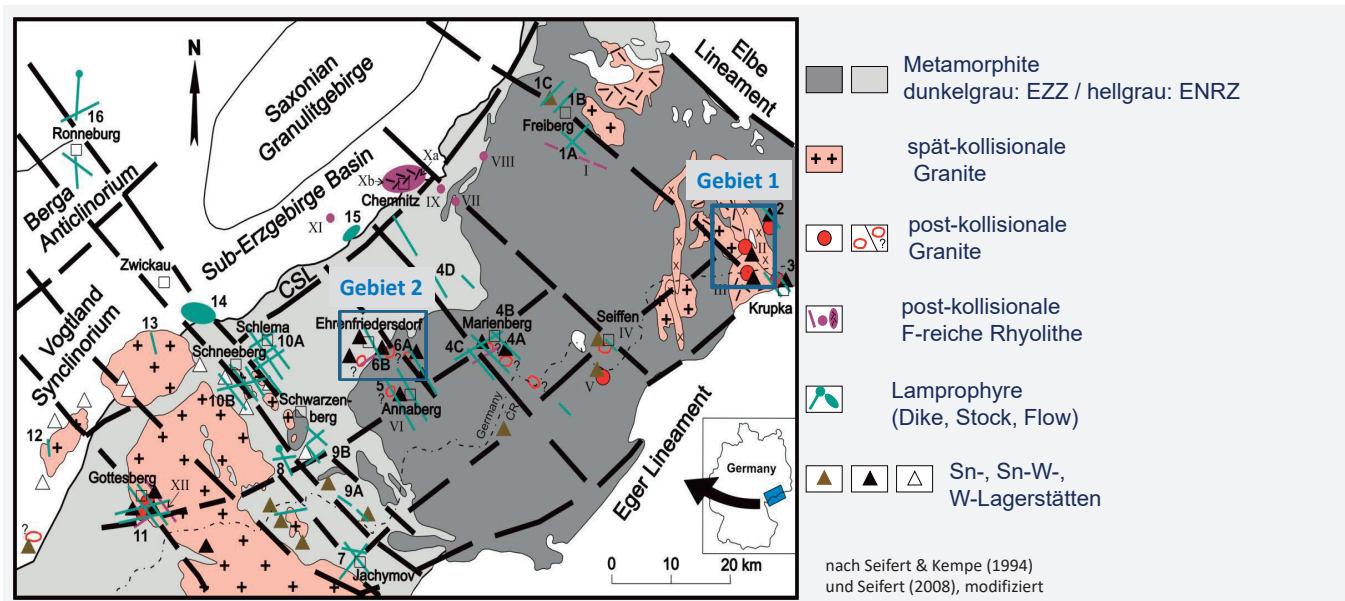 N
Saxonian
Granulitgebirge
Elbe
Lineament
16
Ronneburg
Berga
Anticlinorium
Sub-Erzgebirge Basin
Vogtland
Synclinorium
Zwickau
1C
1B
Freiberg
1A
I
Xa
Xb
Chemnitz
VIII
IX
VII
XI
15
CSL
14
13
Gebiet 1
2
II
3
III
Krupka
4D
Gebiet 2
Ehrenfriedersdorf
6A
6B
?
?
4B
Marienberg
4A
4C
?
?
?
Seiffen
IV
V
Schlema
10A
Schneeberg
10B
Schwarzen-
berg
5
?
Annaberg
VI
Germany
CR
12
Gottesberg
XII
11
8
9B
9A
?
7
Jachymov
Eger Lineament
Germany
0 10 20 km
Metamorphite
dunkelgrau: EZZ / hellgrau: ENRZ
spät-kollisionale
Granite
post-kollisionale
Granite
?
post-kollisionale
F-reiche Rhyolithe
Lamprophyre
(Dike, Stock, Flow)
Sn-, Sn-W-,
W-Lagerstätten
nach Seifert & Kempe (1994)
und Seifert (2008), modifiziert